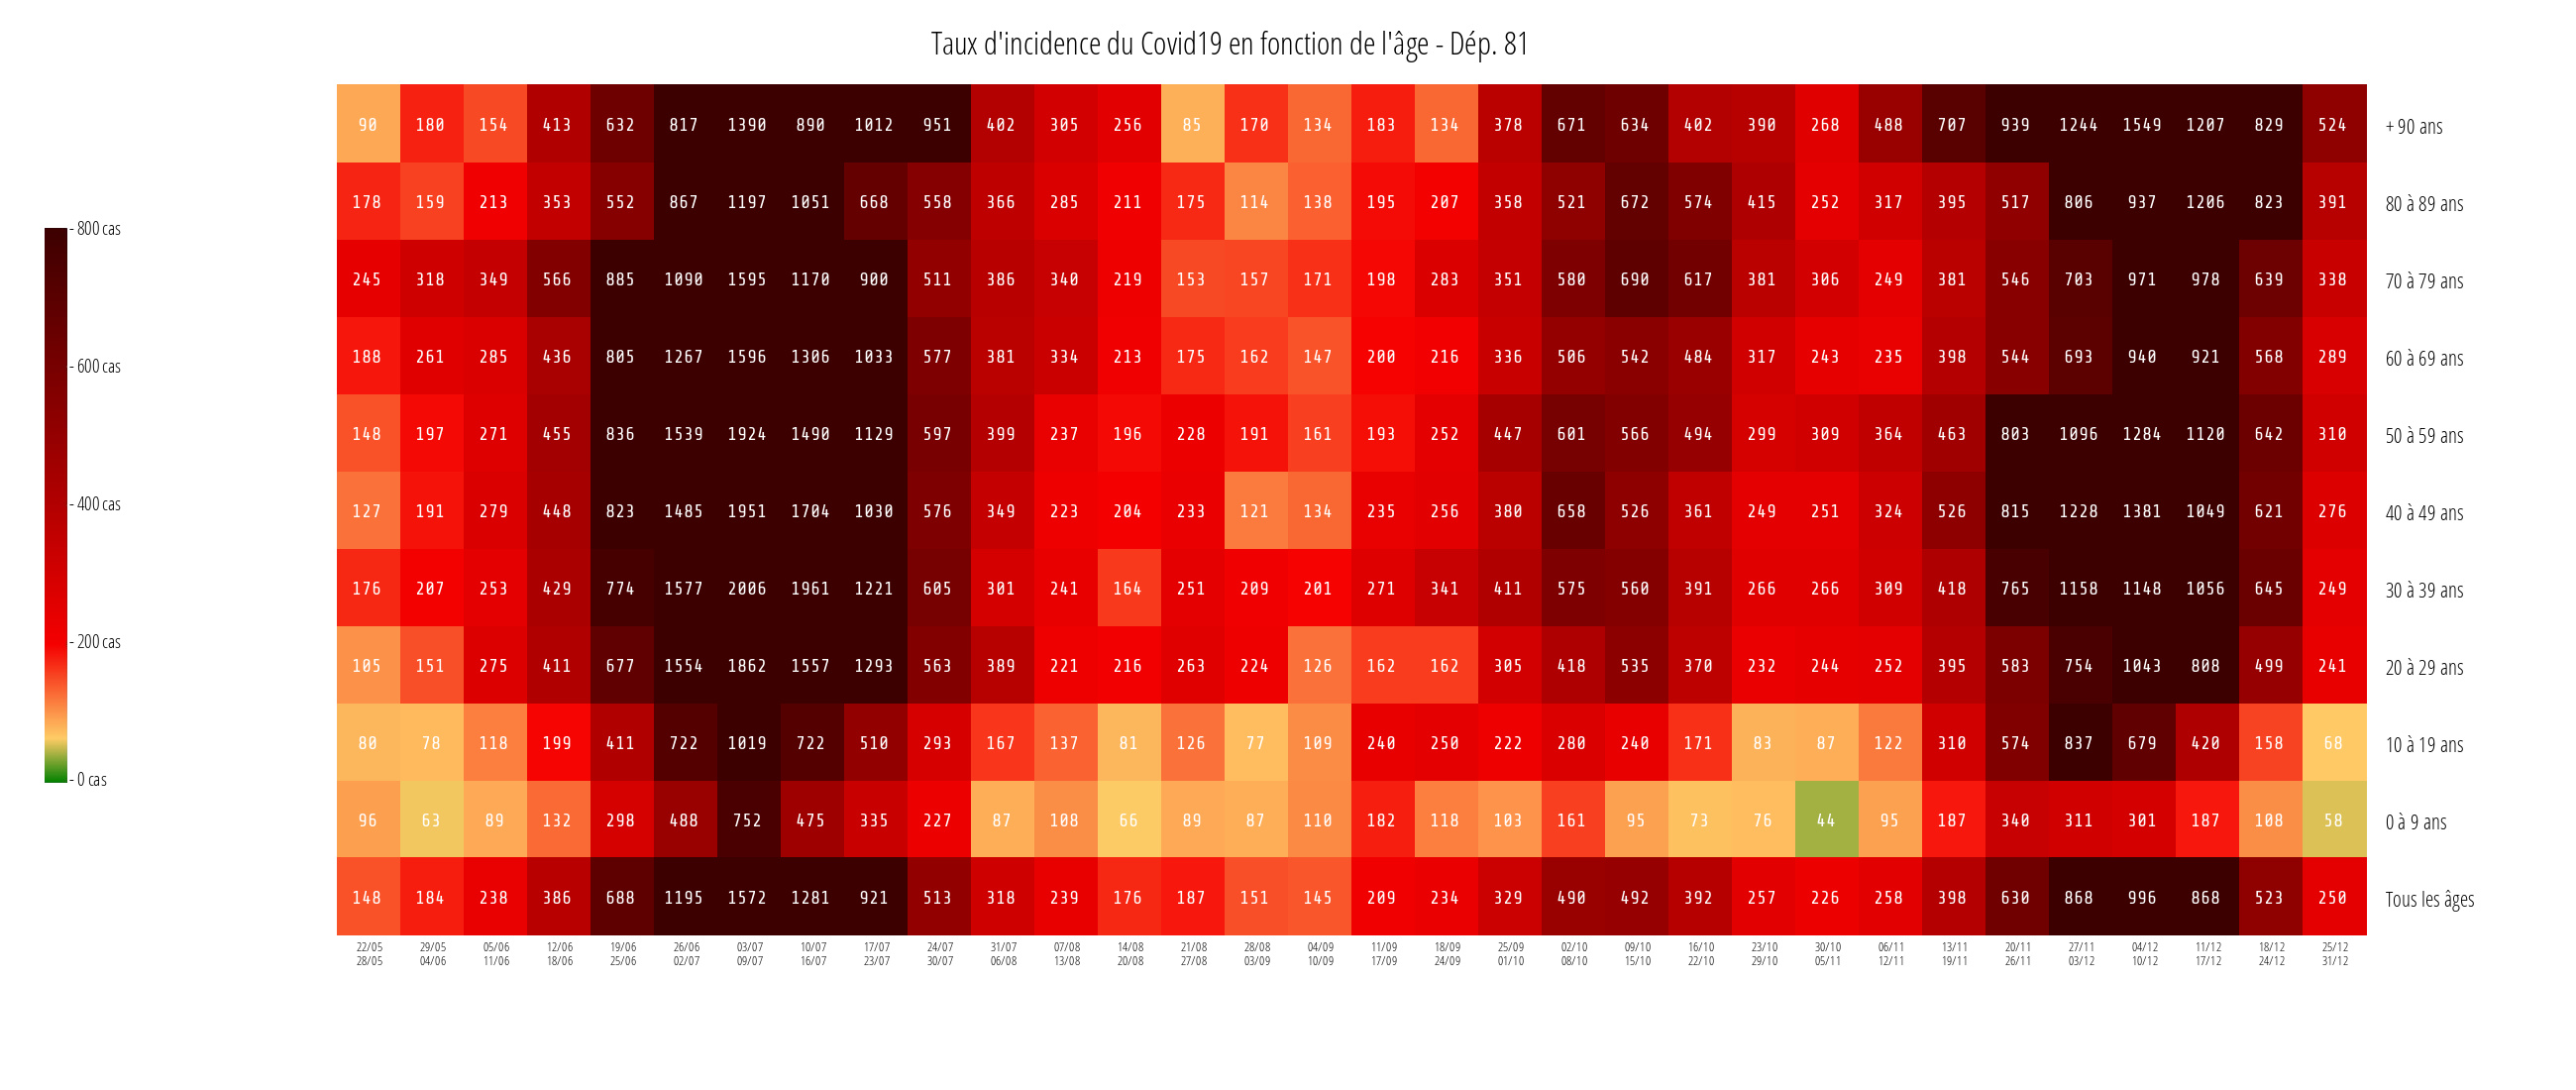 Taux d'incidence du Covid19 en fonction de l'âge - Dép. 81
90 180 154 413 632 817 1390 890 1012 951 402 305 256 85 170 134 183 134 378 671 634 402 390 268 488 707 939 1244 1549 1207 829 524 + 90 ans
178 159 213 353 552 867 1197 1051 668 558 366 285 211 175 114 138 195 207 358 521 672 574 415 252 317 395 517 806 937 1206 823 391 80 à 89 ans
245 318 349 566 885 1090 1595 1170 900 511 386 340 219 153 157 171 198 283 351 580 690 617 381 306 249 381 546 703 971 978 639 338 70 à 79 ans
188 261 285 436 805 1267 1596 1306 1033 577 381 334 213 175 162 147 200 216 336 506 542 484 317 243 235 398 544 693 940 921 568 289 60 à 69 ans
148 197 271 455 836 1539 1924 1490 1129 597 399 237 196 228 191 161 193 252 447 601 566 494 299 309 364 463 803 1096 1284 1120 642 310 50 à 59 ans
127 191 279 448 823 1485 1951 1704 1030 576 349 223 204 233 121 134 235 256 380 658 526 361 249 251 324 526 815 1228 1381 1049 621 276 40 à 49 ans
176 207 253 429 774 1577 2006 1961 1221 605 301 241 164 251 209 201 271 341 411 575 560 391 266 266 309 418 765 1158 1148 1056 645 249 30 à 39 ans
105 151 275 411 677 1554 1862 1557 1293 563 389 221 216 263 224 126 162 162 305 418 535 370 232 244 252 395 583 754 1043 808 499 241 20 à 29 ans
80 78 118 199 411 722 1019 722 510 293 167 137 81 126 77 109 240 250 222 280 240 171 83 87 122 310 574 837 679 420 158 68 10 à 19 ans
96 63 89 132 298 488 752 475 335 227 87 108 66 89 87 110 182 118 103 161 95 73 76 44 95 187 340 311 301 187 108 58 0 à 9 ans
148 184 238 386 688 1195 1572 1281 921 513 318 239 176 187 151 145 209 234 329 490 492 392 257 226 258 398 630 868 996 868 523 250 Tous les âges
22/05 29/05 05/06 12/06 19/06 26/06 03/07 10/07 17/07 24/07 31/07 07/08 14/08 21/08 28/08 04/09 11/09 18/09 25/09 02/10 09/10 16/10 23/10 30/10 06/11 13/11 20/11 27/11 04/12 11/12 18/12 25/12
28/05 04/06 11/06 18/06 25/06 02/07 09/07 16/07 23/07 30/07 06/08 13/08 20/08 27/08 03/09 10/09 17/09 24/09 01/10 08/10 15/10 22/10 29/10 05/11 12/11 19/11 26/11 03/12 10/12 17/12 24/12 31/12
- 800 cas
- 600 cas
- 400 cas
- 200 cas
- 0 cas